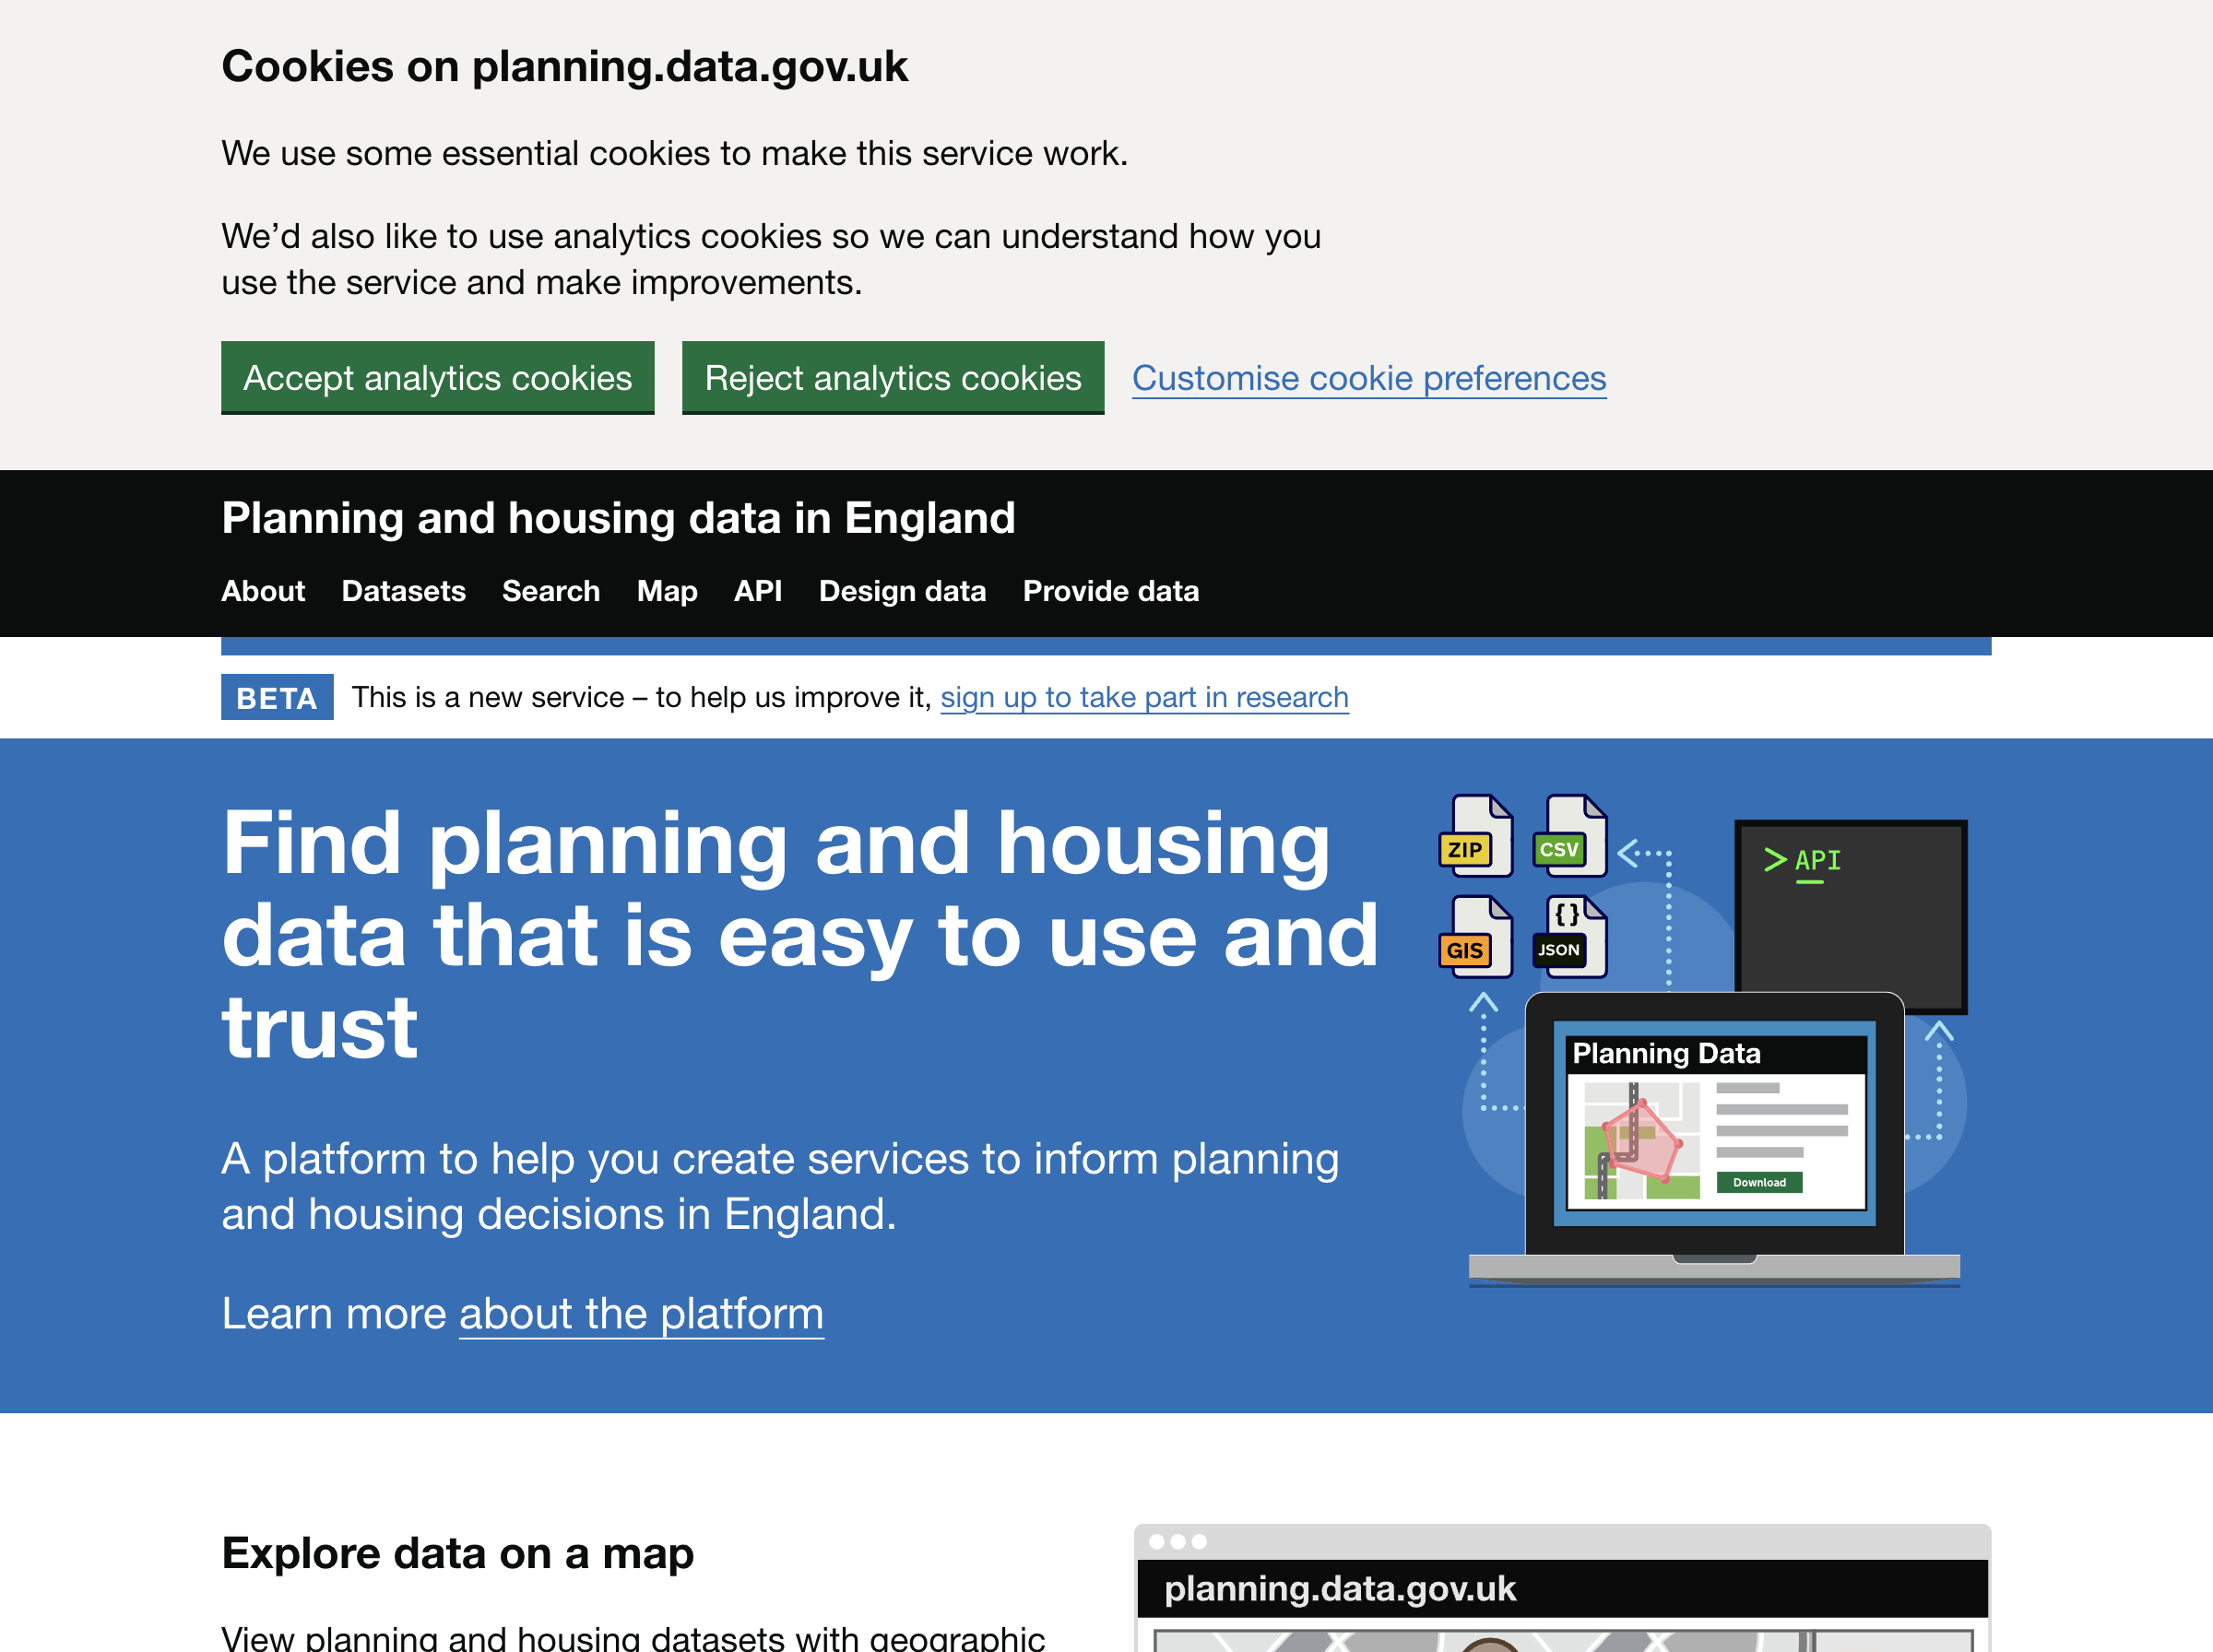 Cookies on planning.data.gov.uk
We use some essential cookies to make this service work.
We’d also like to use analytics cookies so we can understand how you
use the service and make improvements.
Accept analytics cookies Reject analytics cookies Customise cookie preferences
Planning and housing data in England
About Datasets Search Map API Design data Provide data
BETA This is a new service – to help us improve it, sign up to take part in research
Find planning and housing
data that is easy to use and
trust
A platform to help you create services to inform planning
and housing decisions in England.
Learn more about the platform
ZIP CSV
GIS {} JSON
> API
Planning Data
Download
Explore data on a map
View planning and housing datasets with geographic
planning.data.gov.uk